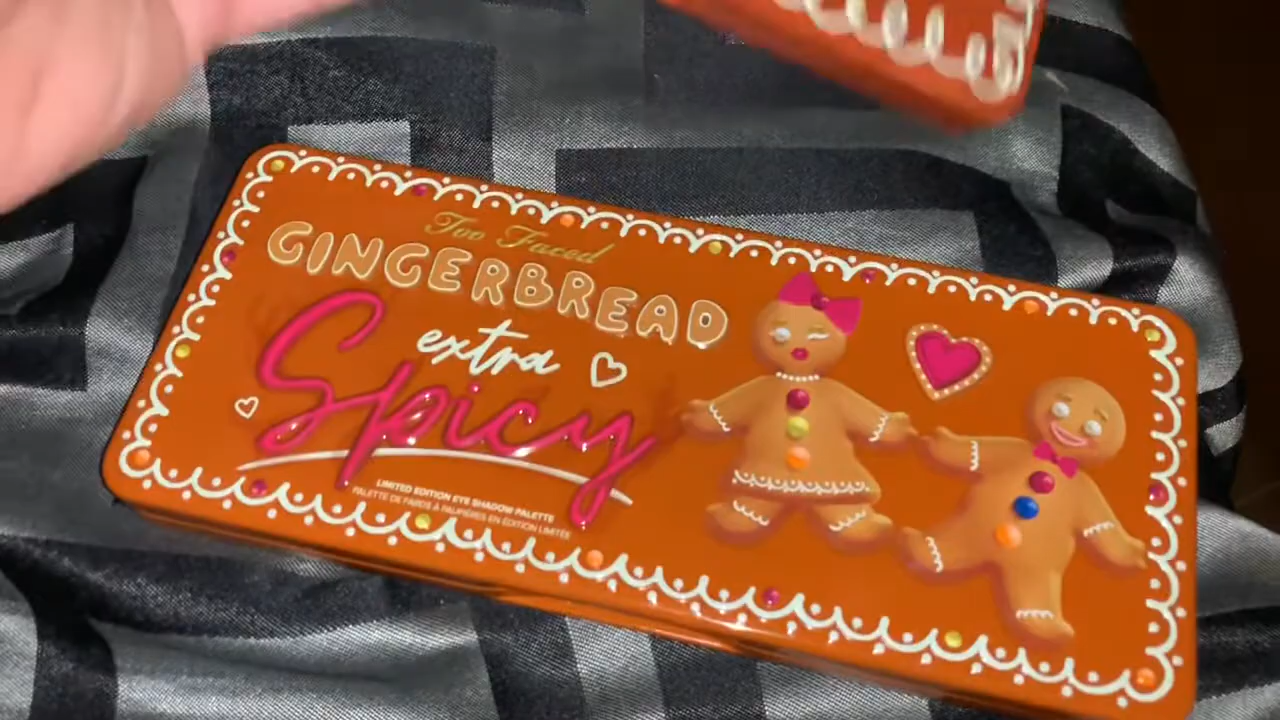 Too Faced
GINGERBREAD
extra
Spicy
LIMITED EDITION EYE SHADOW PALETTE
PALETTE DE FARDS À PAUPIÈRES EN ÉDITION LIMITÉE